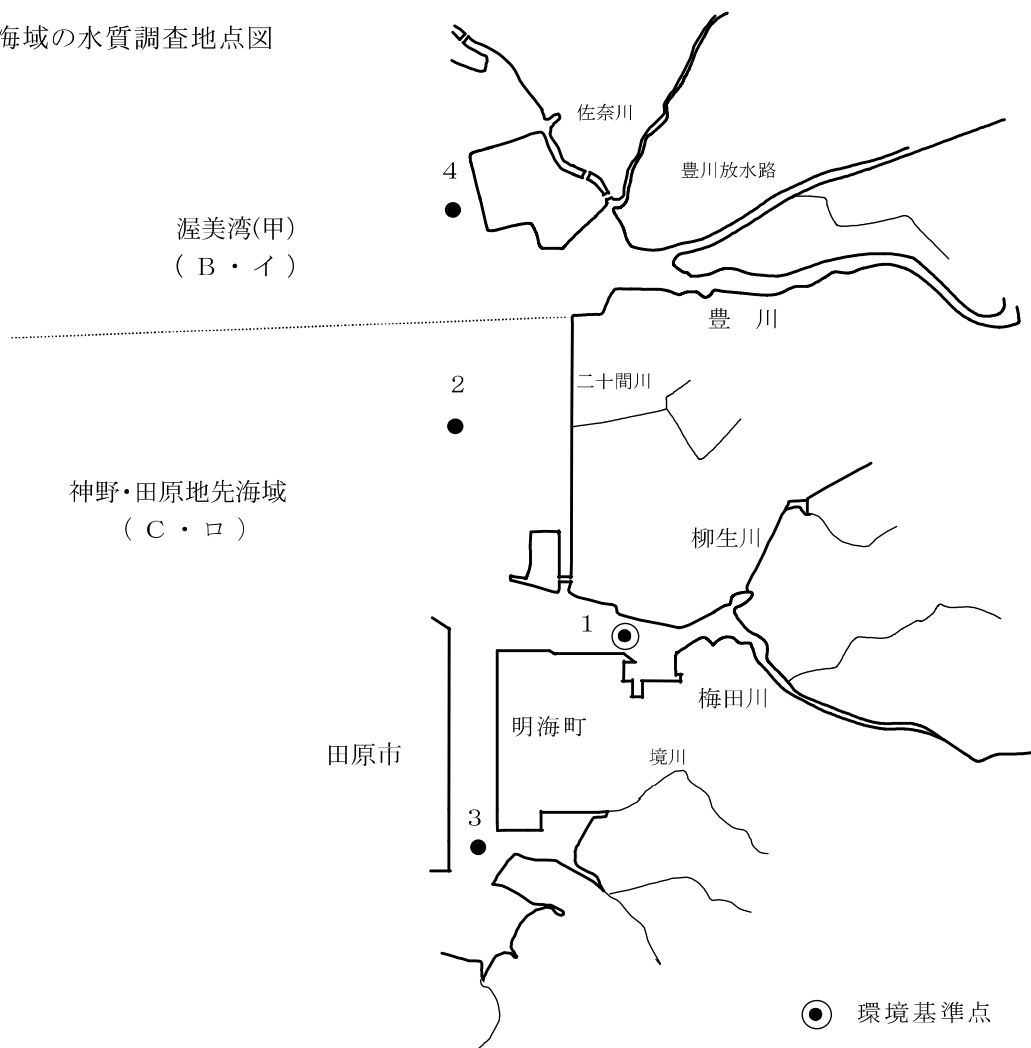 海域の水質調査地点図
佐奈川
豊川放水路
4
渥美湾(甲)
( B・イ )
豊 川
2
二十間川
神野・田原地先海域
( C・ロ )
柳生川
1
梅田川
明海町
田原市
境川
3
環境基準点